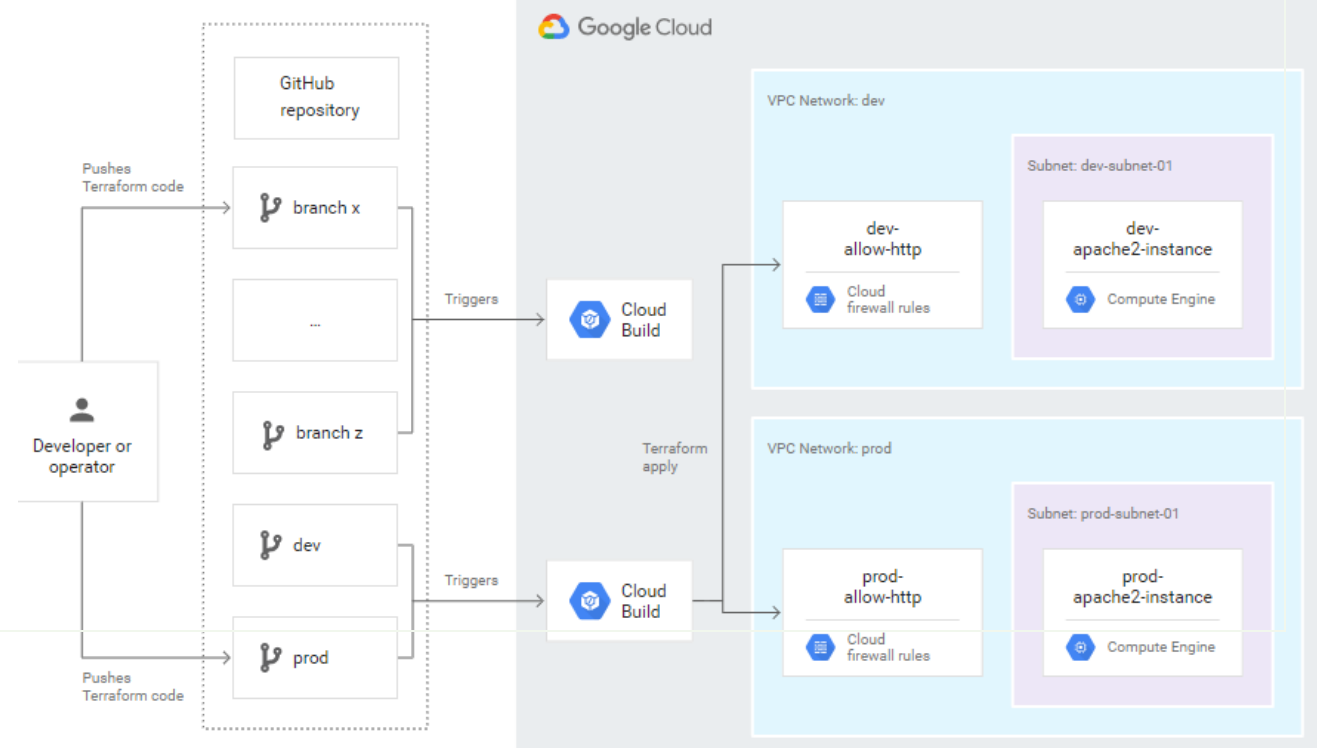 Google Cloud
GitHub
repository
Pushes
Terraform code
branch x
...
branch z
dev
prod
Developer or
operator
Pushes
Terraform code
Triggers
Triggers
Cloud
Build
Cloud
Build
Terraform
apply
VPC Network: dev
dev-
allow-http
Cloud
firewall rules
Subnet: dev-subnet-01
dev-
apache2-instance
Compute Engine
VPC Network: prod
prod-
allow-http
Cloud
firewall rules
Subnet: prod-subnet-01
prod-
apache2-instance
Compute Engine